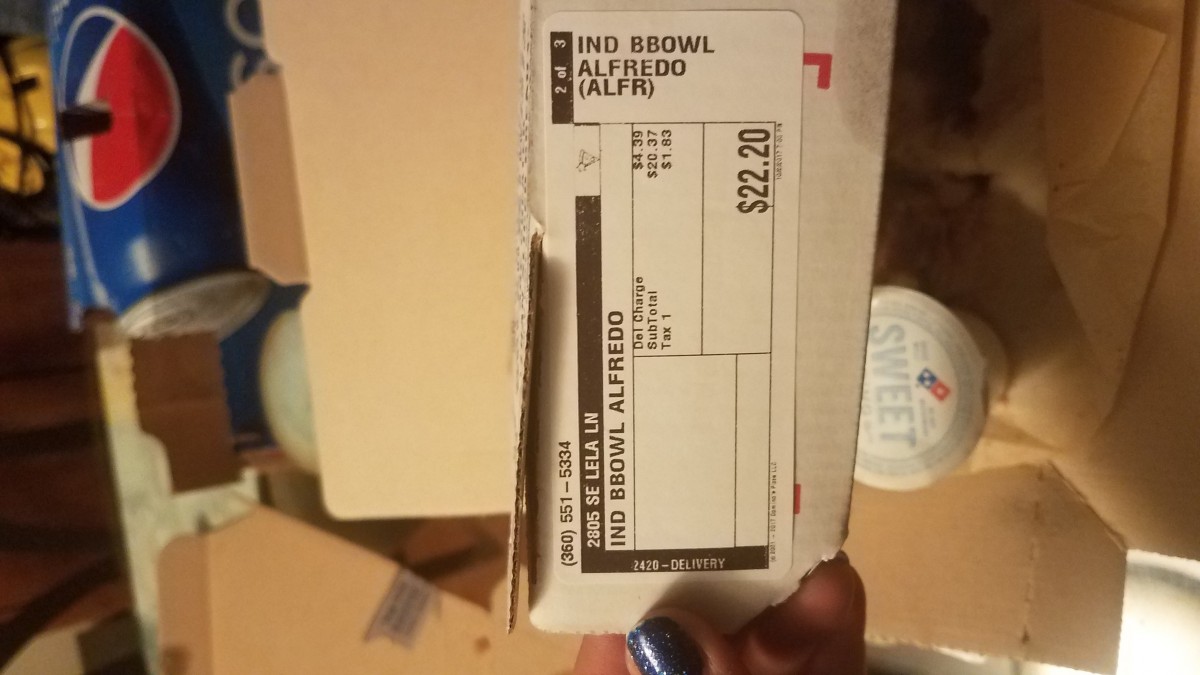 2 of 3
IND BBOWL
ALFREDO
(ALFR)
(360) 551-5334
2805 SE LELA LN
IND BBOWL ALFREDO
Del Charge $4.39
SubTotal $20.37
Tax 1 $1.83
$22.20
2420-DELIVERY
SWEET